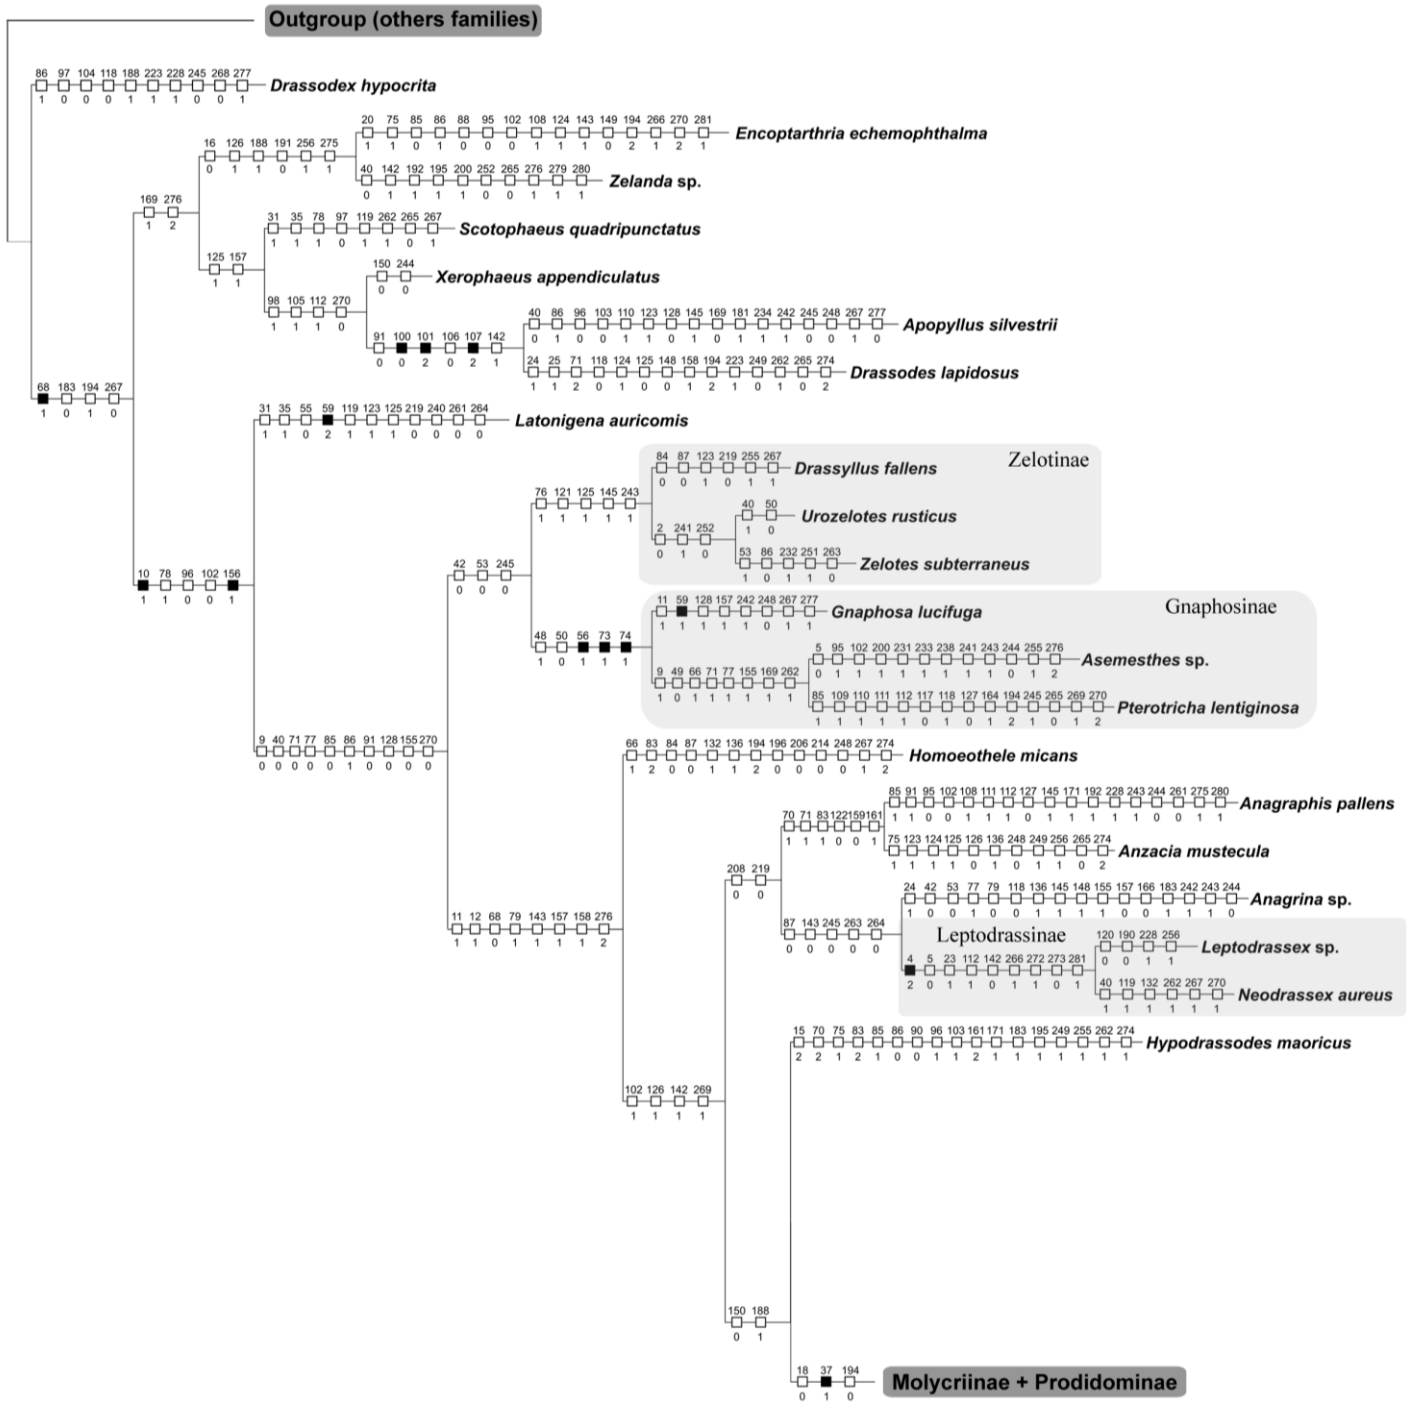 Outgroup (others families)
86 97 104 118 188 223 228 245 268 277
Drassodex hypocrita
1 0 0 0 1 1 1 0 0 1
20 75 85 86 88 95 102 108 124 143 149 194 266 270 281
Encoptarthria echemophthalma
1 1 0 1 0 0 0 1 1 1 0 2 1 2 1
16 126 188 191 256 275
0 1 1 0 1 1
40 142 192 195 200 252 265 276 279 280
Zelanda sp.
0 1 1 1 1 0 0 1 1 1
169 276
1 2
31 35 78 97 119 262 265 267
Scotophaeus quadripunctatus
1 1 1 0 1 1 0 1
125 157
1 1
150 244
Xerophaeus appendiculatus
0 0
98 105 112 270
1 1 1 0
40 86 96 103 110 123 128 145 169 181 234 242 245 248 267 277
Apopyllus silvestrii
0 1 0 0 1 1 0 1 0 1 1 1 0 0 1 0
91 100 101 106 107 142
0 0 2 0 2 1
24 25 71 118 124 125 148 158 194 223 249 262 265 274
Drassodes lapidosus
1 1 2 0 1 0 0 1 2 1 0 1 0 2
68 183 194 267
1 0 1 0
31 35 55 59 119 123 125 219 240 261 264
Latonigena auricomis
1 1 0 2 1 1 1 0 0 0 0
Zelotinae
84 87 123 219 255 267
Drassyllus fallens
0 0 1 0 1 1
76 121 125 145 243
1 1 1 1 1
40 50
Urozelotes rusticus
1 0
2 241 252
0 1 0
53 86 232 251 263
Zelotes subterraneus
1 0 1 1 0
42 53 245
0 0 0
10 78 96 102 156
1 1 0 0 1
Gnaphosinae
11 59 128 157 242 248 267 277
Gnaphosa lucifuga
1 1 1 1 1 0 1 1
48 50 56 73 74
1 0 1 1 1
5 95 102 200 231 233 238 241 243 244 255 276
Asemesthes sp.
0 1 1 1 1 1 1 1 1 0 1 2
9 49 66 71 77 155 169 262
1 0 1 1 1 1 1 1
85 109 110 111 112 117 118 127 164 194 245 265 269 270
Pterotricha lentiginosa
1 1 1 1 1 0 1 0 1 2 1 0 1 2
9 40 71 77 85 86 91 128 155 270
0 0 0 0 0 1 0 0 0 0
66 83 84 87 132 136 194 196 206 214 248 267 274
Homoeothele micans
1 2 0 0 1 1 2 0 0 0 0 1 2
85 91 95 102 108 111 112 127 145 171 192 228 243 244 261 275 280
Anagraphis pallens
1 1 0 0 1 1 1 0 1 1 1 1 1 0 0 1 1
70 71 83 122 159 161
1 1 1 0 0 1
75 123 124 125 126 136 248 249 256 265 274
Anzacia mustecula
1 1 1 1 0 1 0 1 1 0 2
208 219
0 0
24 42 53 77 79 118 136 145 148 155 157 166 183 242 243 244
Anagrina sp.
1 0 0 1 0 0 1 1 1 1 0 0 1 1 1 0
11 12 68 79 143 157 158 276
1 1 0 1 1 1 1 2
87 143 245 263 264
0 0 0 0 0
Leptodrassinae
120 190 228 256
Leptodrassex sp.
0 0 1 1
4 5 23 112 142 266 272 273 281
2 0 1 1 0 1 1 0 1
40 119 132 262 267 270
Neodrassex aureus
1 1 1 1 1 1
15 70 75 83 85 86 90 96 103 161 171 183 195 249 255 262 274
Hypodrassodes maoricus
2 2 1 2 1 0 0 1 1 2 1 1 1 1 1 1 1
102 126 142 269
1 1 1 1
150 188
0 1
18 37 194
Molycriinae + Prodidominae
0 1 0